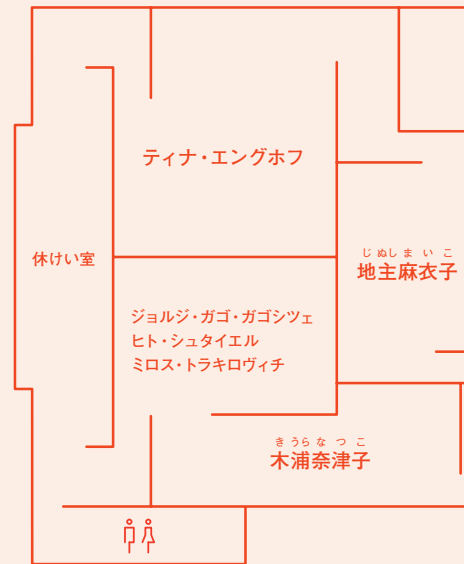 ティナ・エングホフ
休けい室
じぬしまいこ
地主麻衣子
ジョルジ・ガゴ・ガゴシツェ
ヒト・シュタイエル
ミロス・トラキロヴィチ
きうらなつこ
木浦奈津子